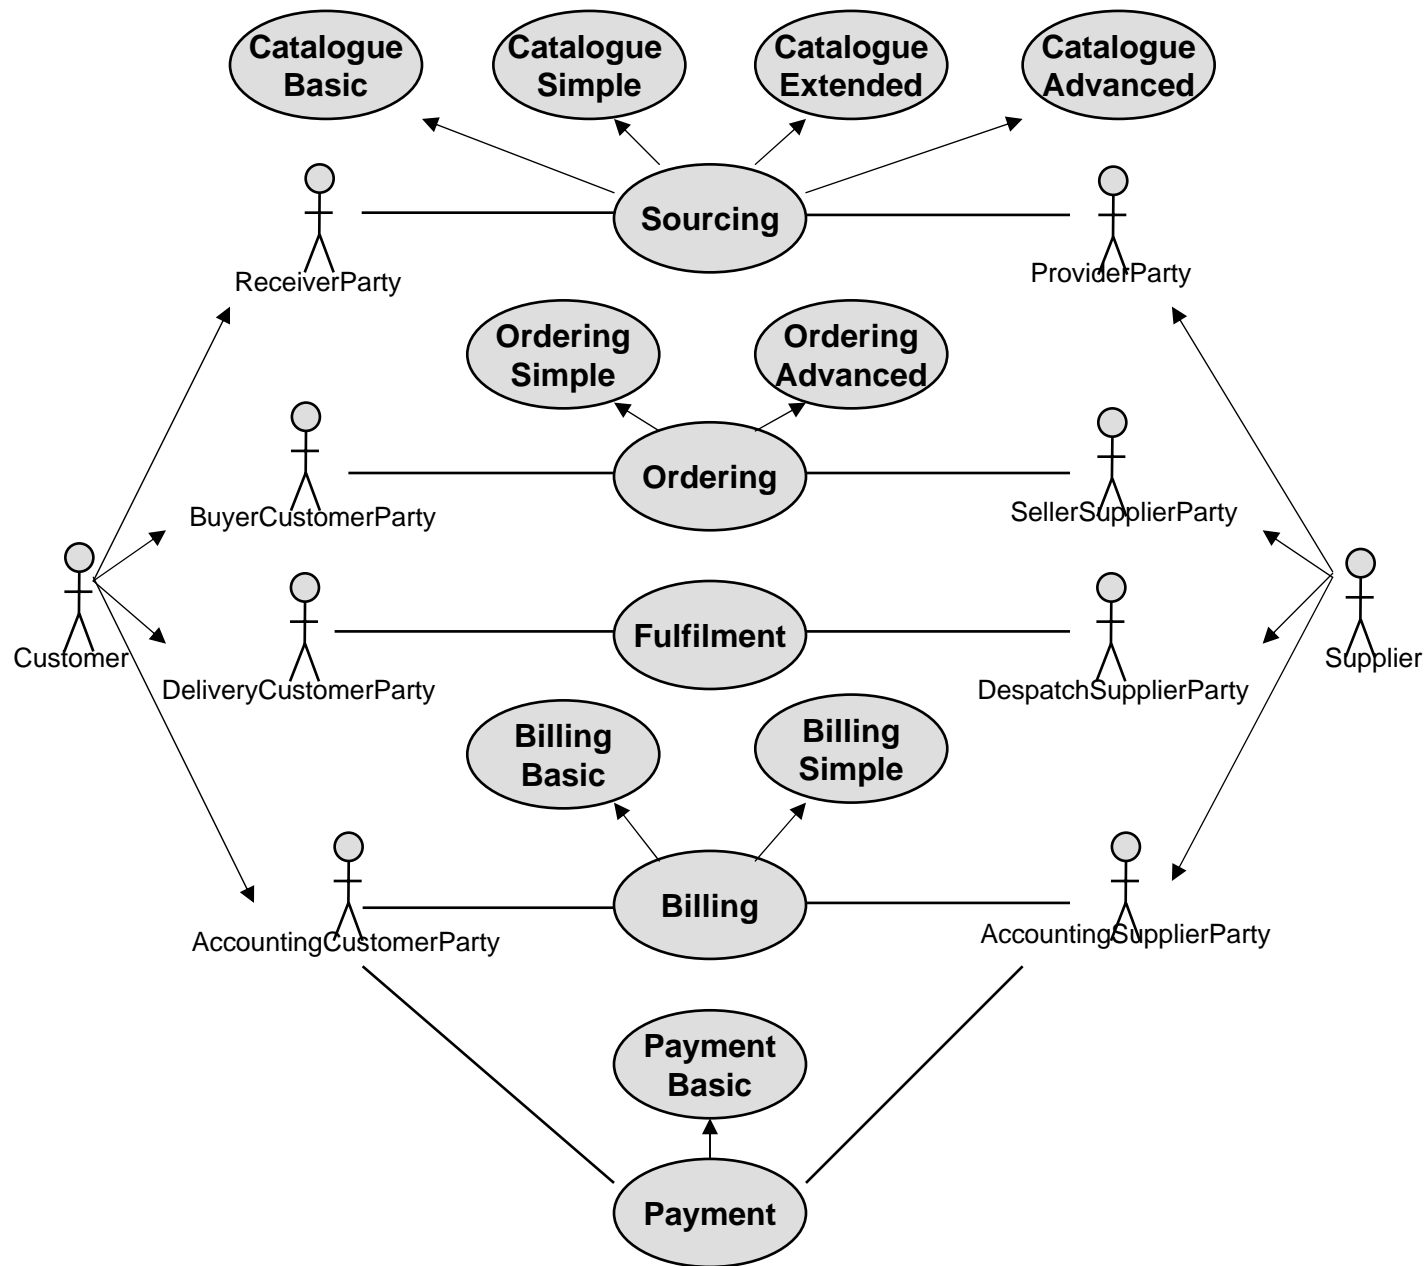 Catalogue
Basic
Catalogue
Simple
Catalogue
Extended
Catalogue
Advanced
Sourcing
ReceiverParty
ProviderParty
Ordering
Simple
Ordering
Advanced
Ordering
BuyerCustomerParty
SellerSupplierParty
Fulfilment
Customer
Supplier
DeliveryCustomerParty
DespatchSupplierParty
Billing
Basic
Billing
Simple
Billing
AccountingCustomerParty
AccountingSupplierParty
Payment
Basic
Payment